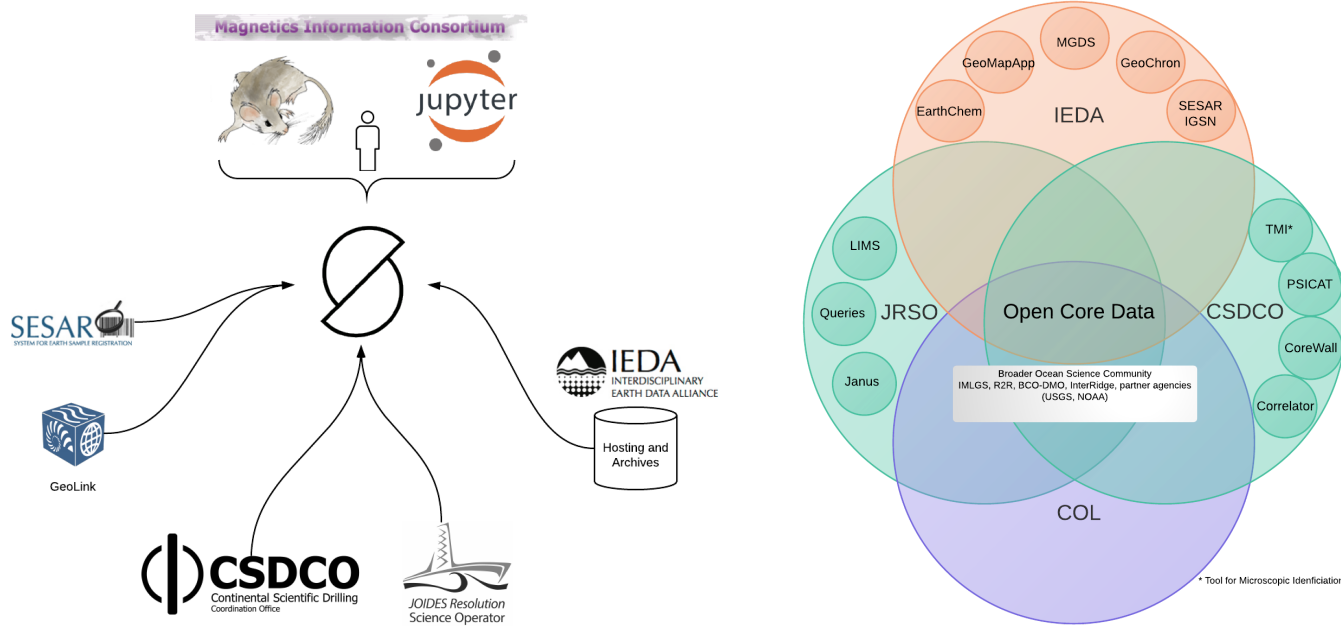 Magnetics Information Consortium
jupyter
SESAR
SYSTEM FOR EARTH SAMPLE REGISTRATION
GeoLink
IEDA
INTERDISCIPLINARY
EARTH DATA ALLIANCE
Hosting and
Archives
CSDCO
Continental Scientific Drilling
Coordination Office
JOIDES Resolution
Science Operator
MGDS
GeoMapApp
GeoChron
EarthChem
SESAR
IGSN
IEDA
LIMS
Queries
Janus
JRSO
Open Core Data
CSDCO
TMI*
PSICAT
CoreWall
Correlator
Broader Ocean Science Community
IMLGS, R2R, BCO-DMO, InterRidge, partner agencies
(USGS, NOAA)
COL
* Tool for Microscopic Idenficiation